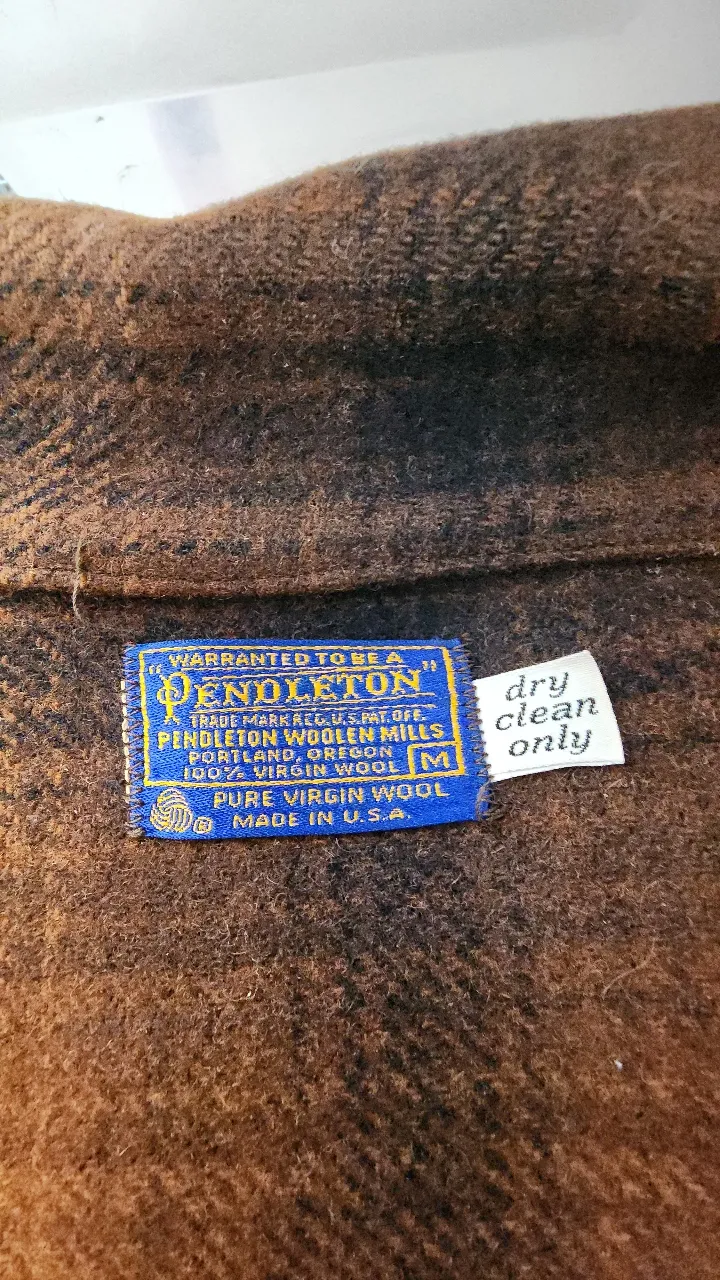 "WARRANTED TO BE A
PENDLETON"
TRADE MARK REG. U.S. PAT. OFF.
PENDLETON WOOLEN MILLS
PORTLAND, OREGON
100% VIRGIN WOOL M
PURE VIRGIN WOOL
® MADE IN U.S.A.
dry
clean
only